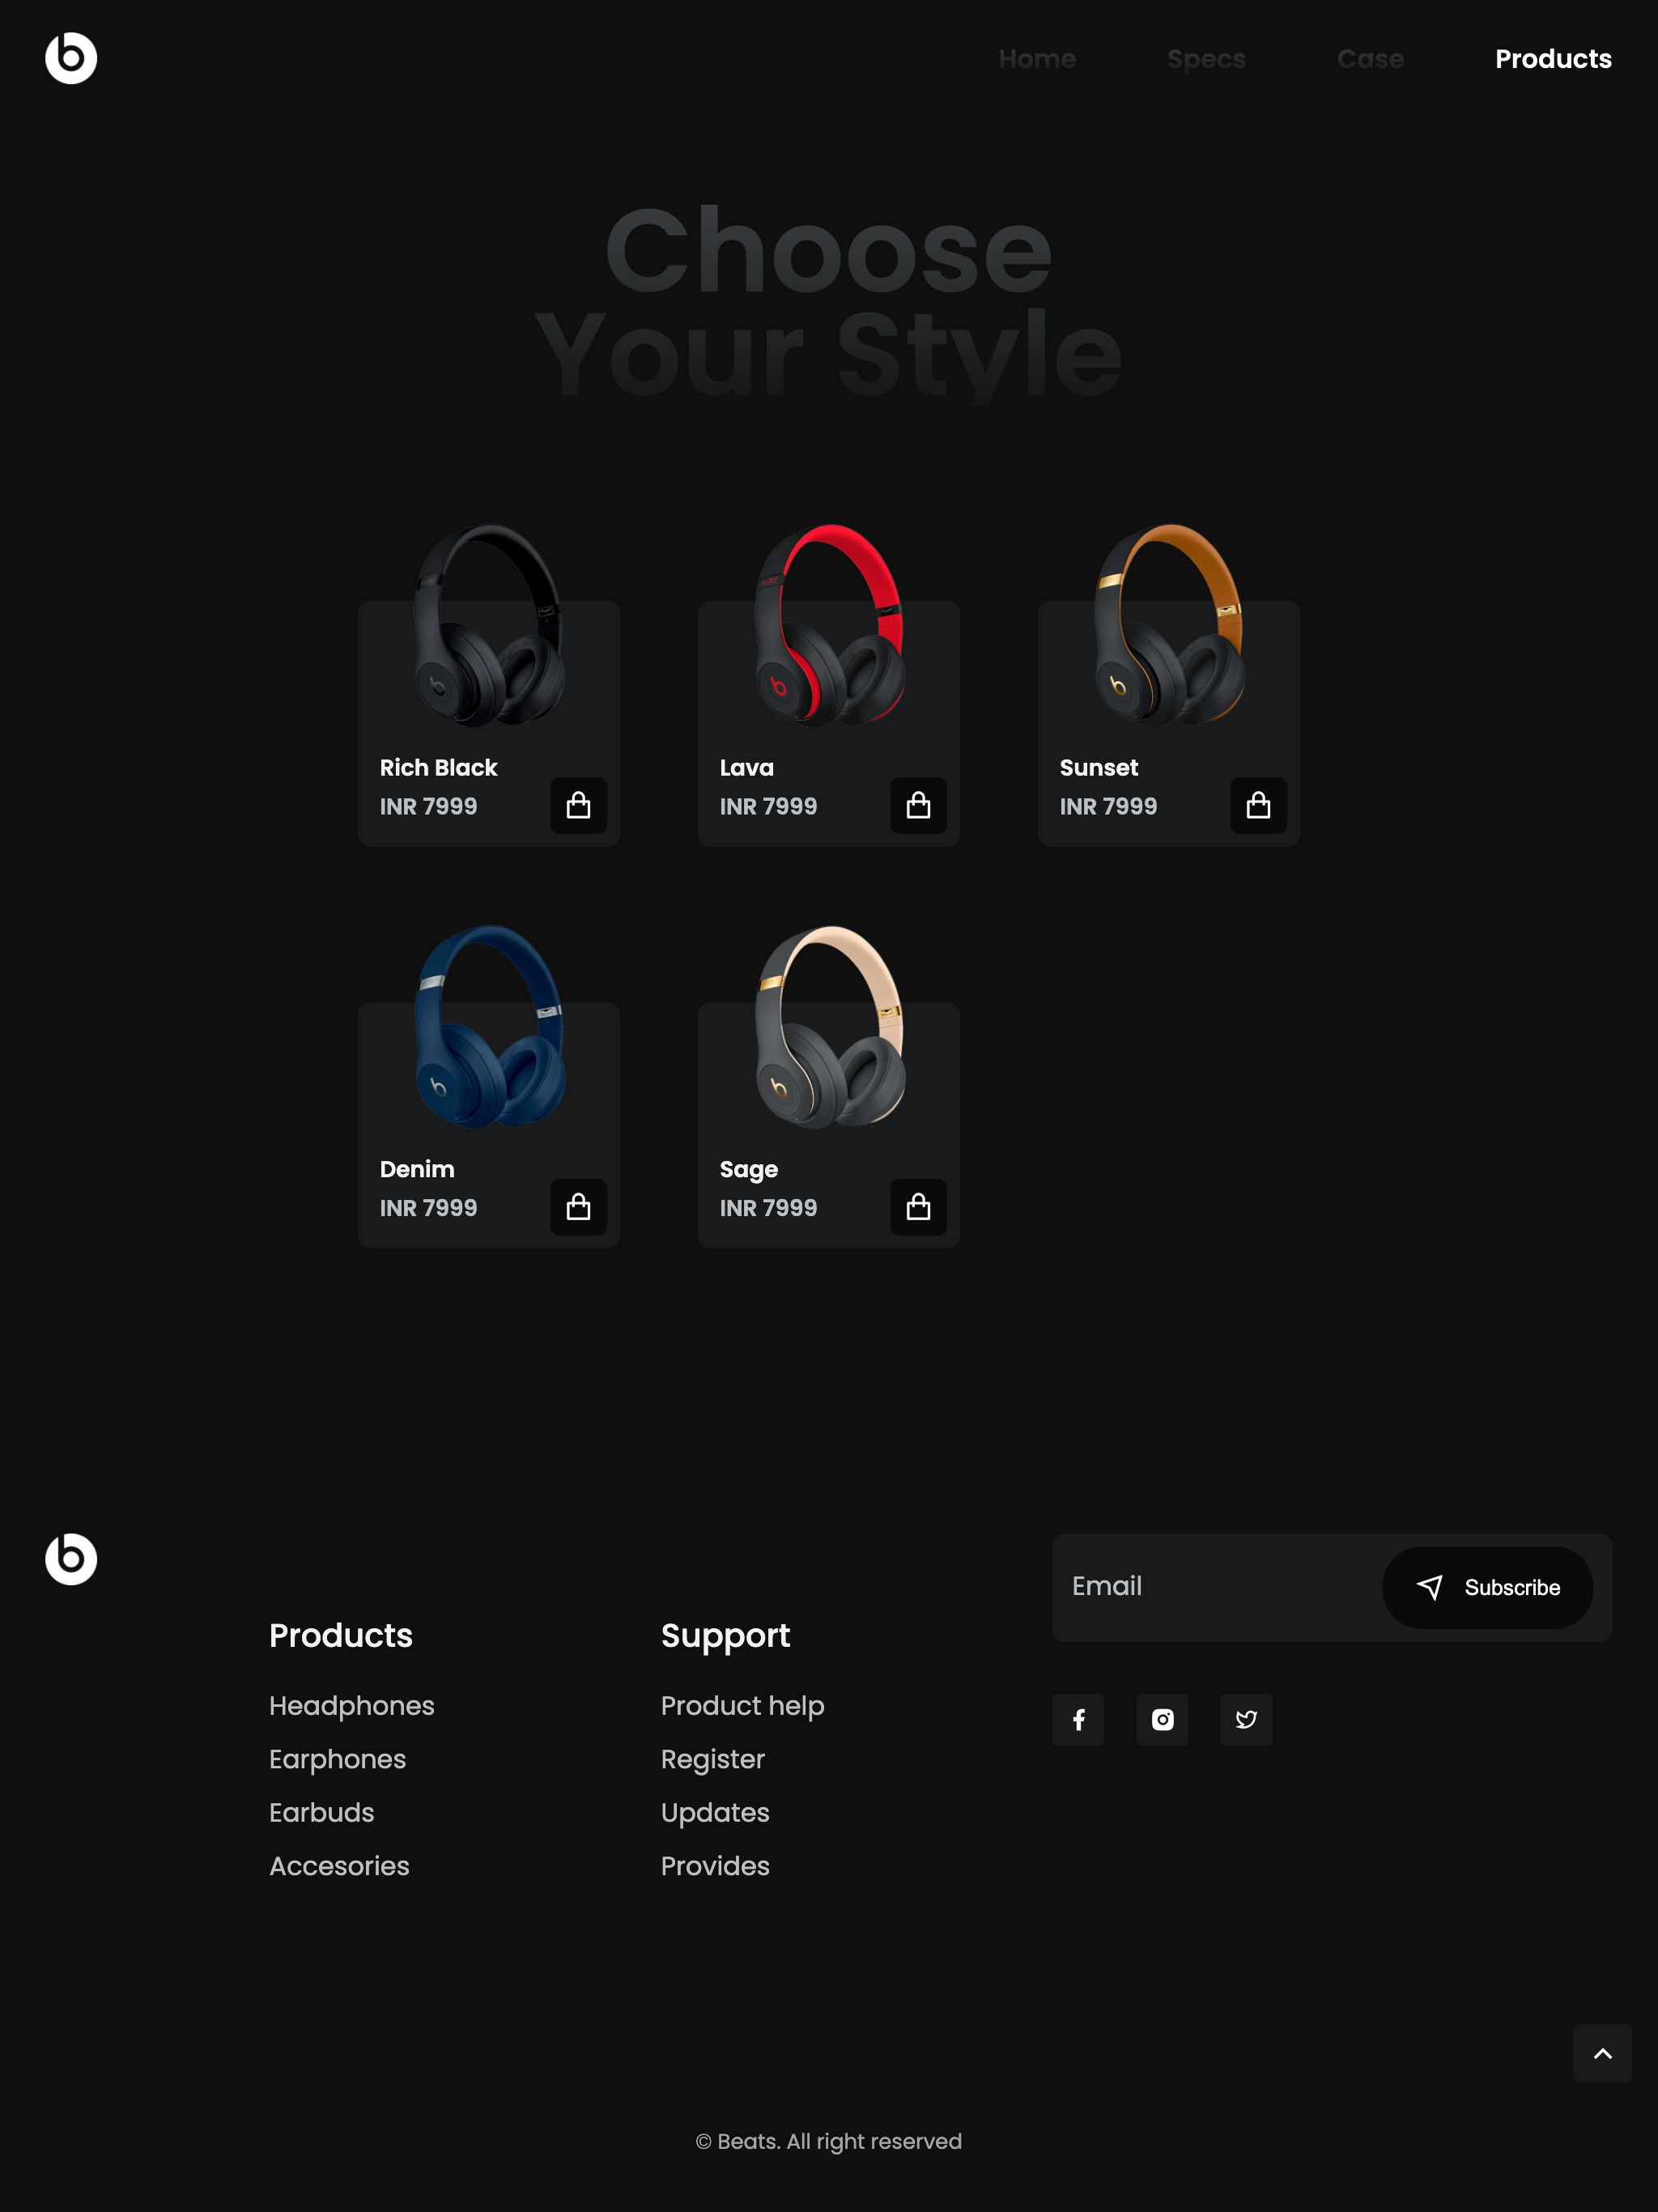 Home Specs Case Products
Choose
Your Style
Rich Black
INR 7999
Lava
INR 7999
Sunset
INR 7999
Denim
INR 7999
Sage
INR 7999
Products
Headphones
Earphones
Earbuds
Accesories
Support
Product help
Register
Updates
Provides
Email
Subscribe
© Beats. All right reserved